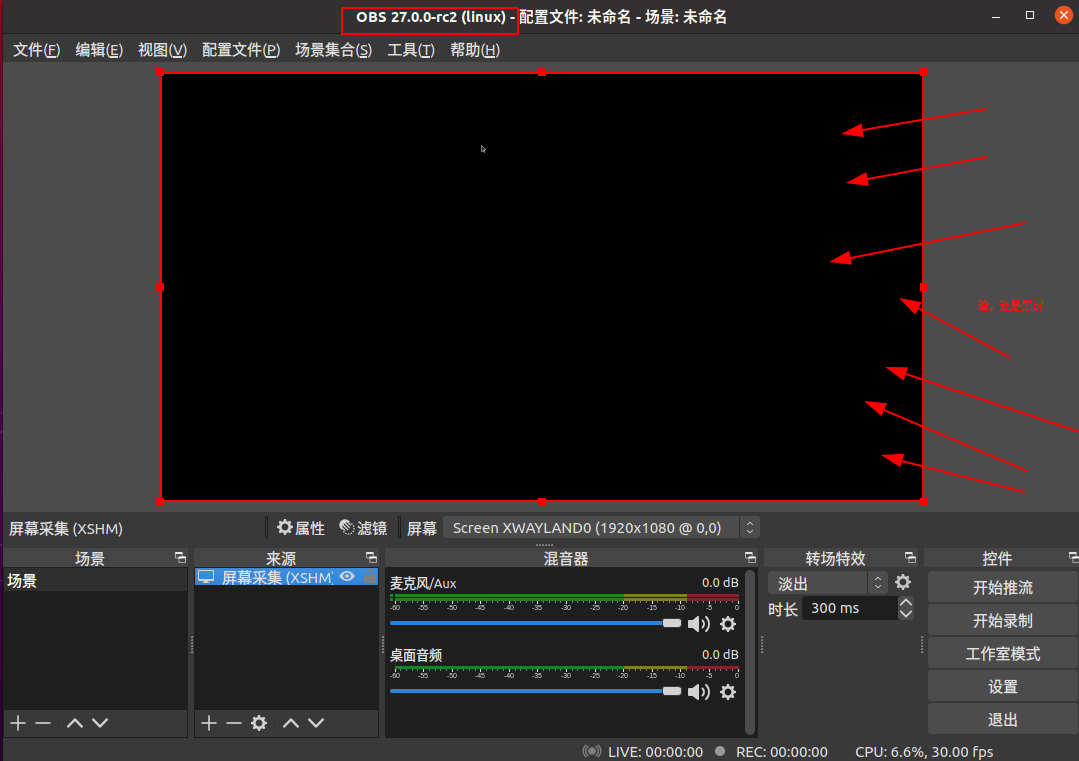 OBS 27.0.0-rc2 (linux) - 配置文件: 未命名 - 场景: 未命名
文件(F) 编辑(E) 视图(V) 配置文件(P) 场景集合(S) 工具(T) 帮助(H)
屏幕采集 (XSHM) 属性 滤镜 屏幕 Screen XWAYLAND0 (1920x1080 @ 0,0)
场景 来源 混音器 转场特效 控件
场景
屏幕采集 (XSHM)
麦克风/Aux 0.0 dB
-60 -55 -50 -45 -40 -35 -30 -25 -20 -15 -10 -5 0
桌面音频 0.0 dB
-60 -55 -50 -45 -40 -35 -30 -25 -20 -15 -10 -5 0
淡出
时长 300 ms
开始推流
开始录制
工作室模式
设置
退出
LIVE: 00:00:00 REC: 00:00:00 CPU: 6.6%, 30.00 fps